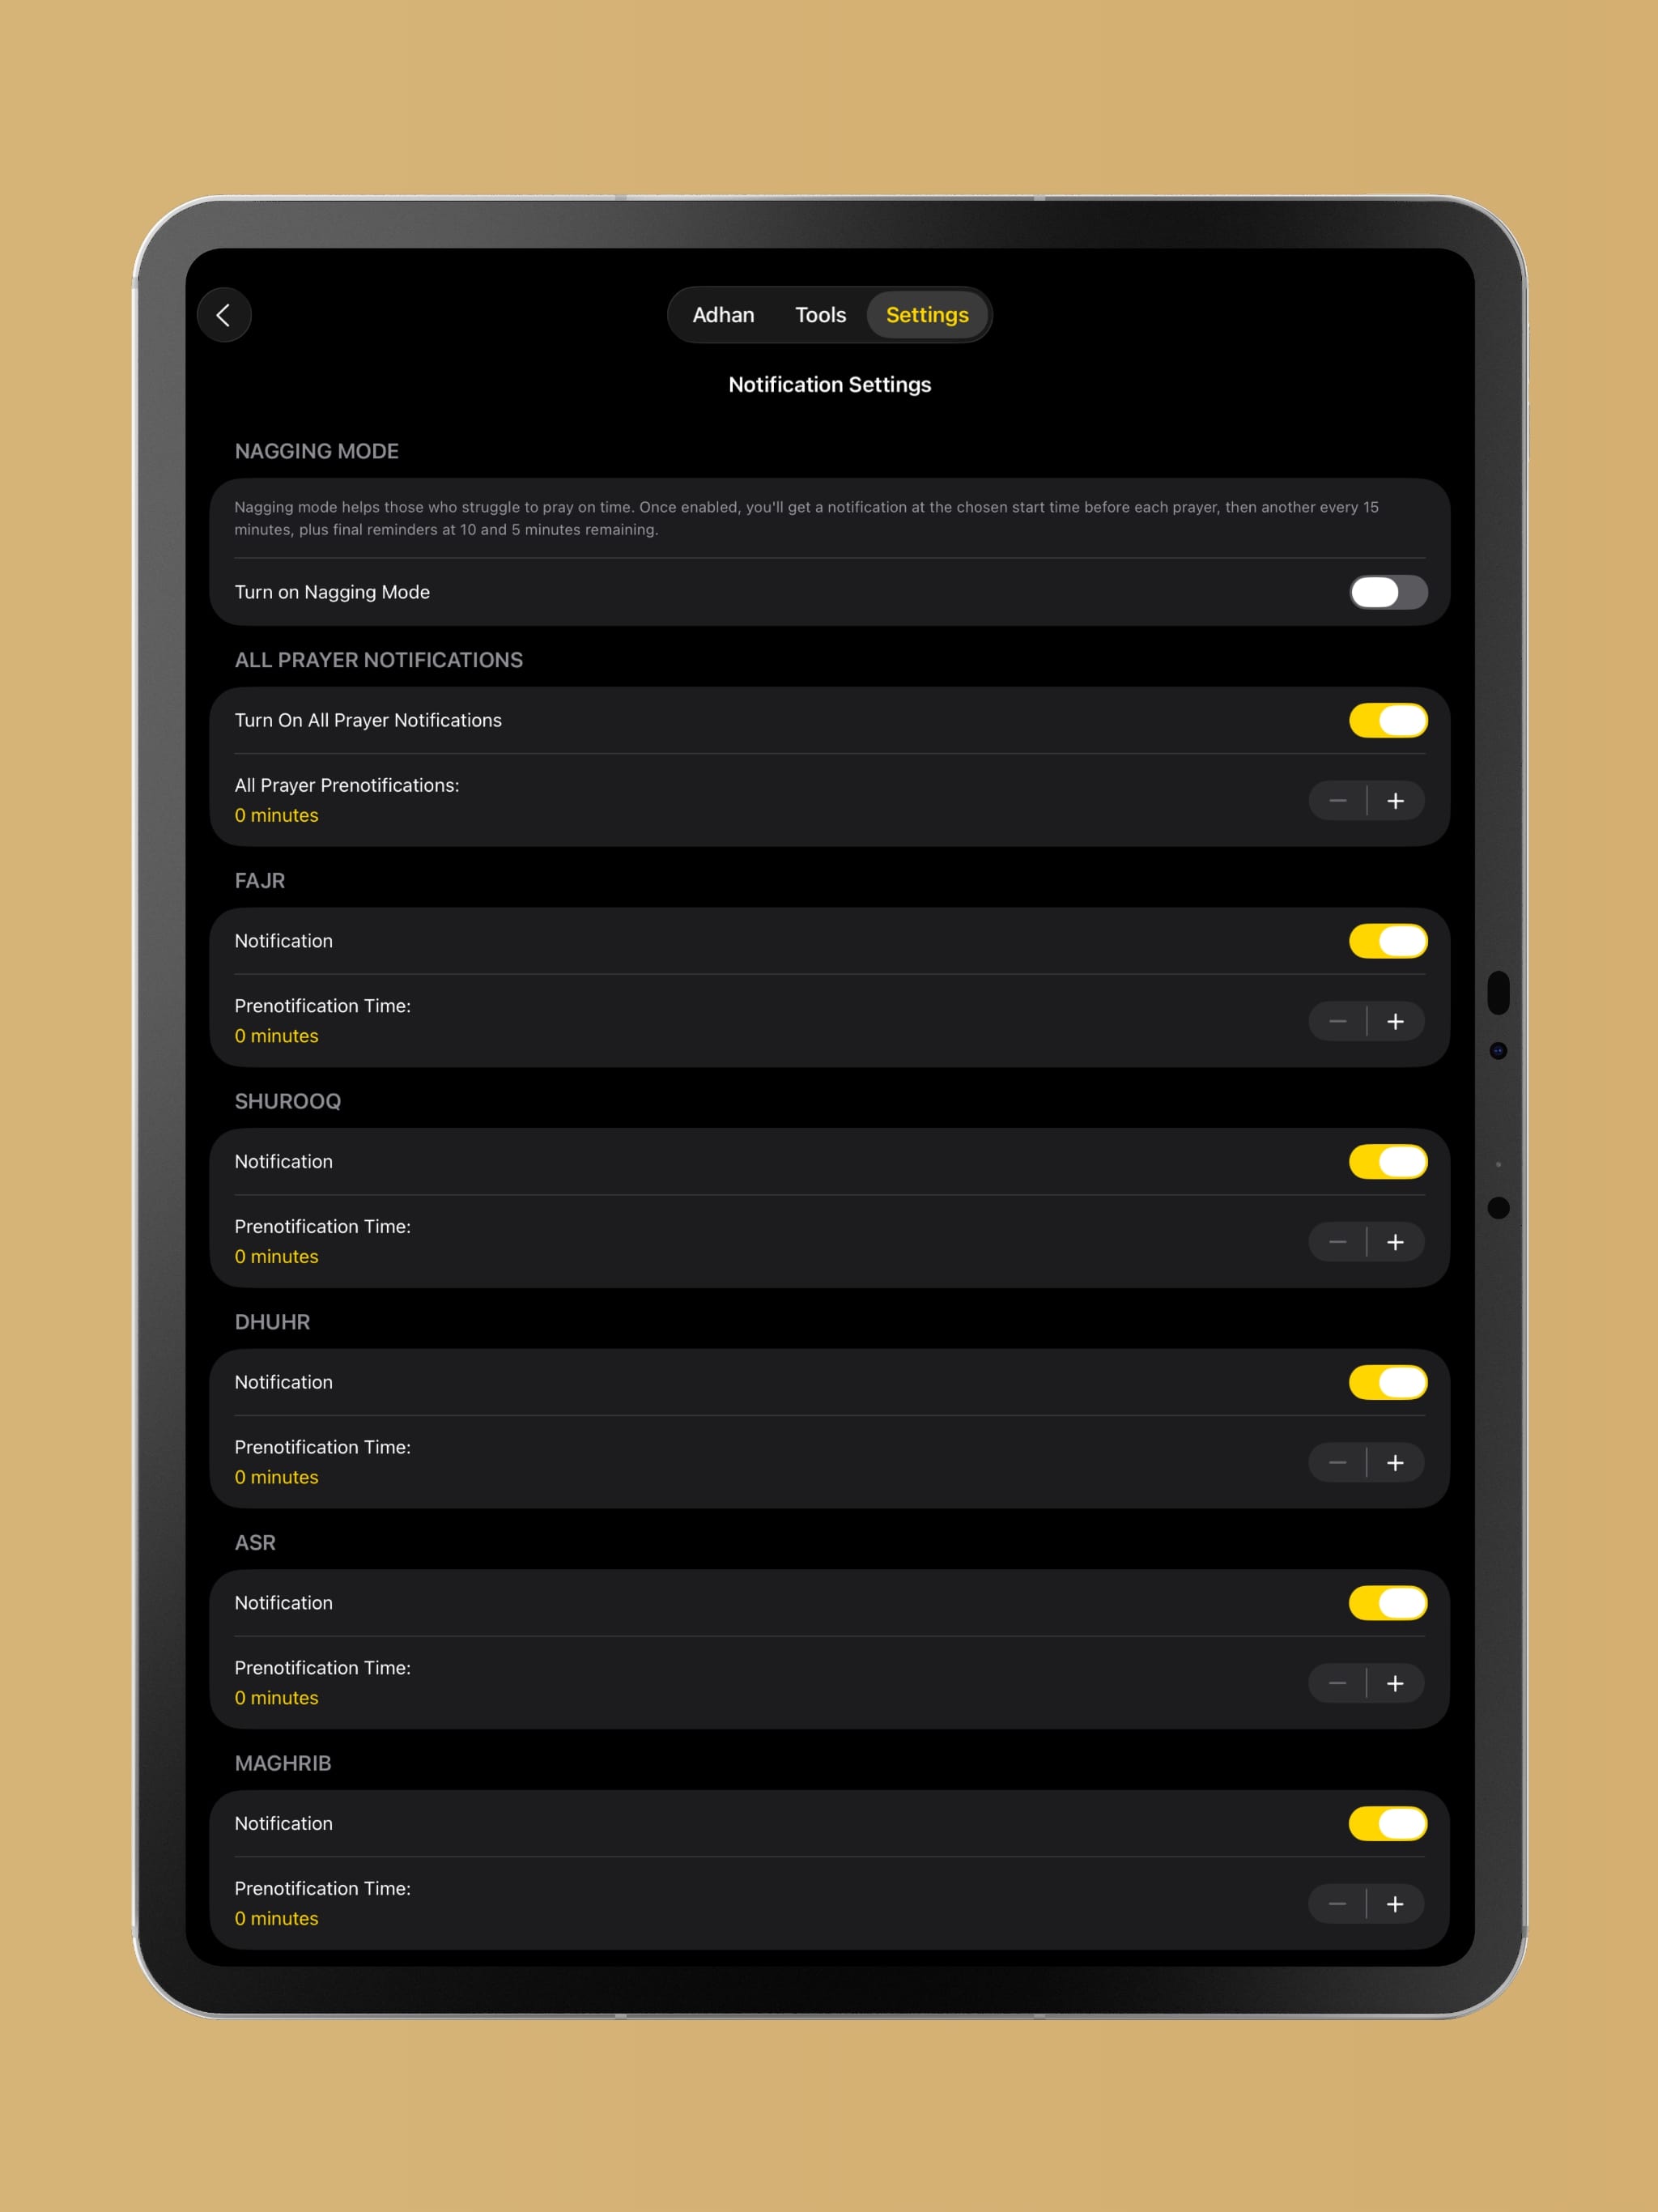 Adhan Tools Settings
Notification Settings
NAGGING MODE
Nagging mode helps those who struggle to pray on time. Once enabled, you'll get a notification at the chosen start time before each prayer, then another every 15
minutes, plus final reminders at 10 and 5 minutes remaining.
Turn on Nagging Mode
ALL PRAYER NOTIFICATIONS
Turn On All Prayer Notifications
All Prayer Prenotifications:
0 minutes
FAJR
Notification
Prenotification Time:
0 minutes
SHUROOQ
Notification
Prenotification Time:
0 minutes
DHUHR
Notification
Prenotification Time:
0 minutes
ASR
Notification
Prenotification Time:
0 minutes
MAGHRIB
Notification
Prenotification Time:
0 minutes